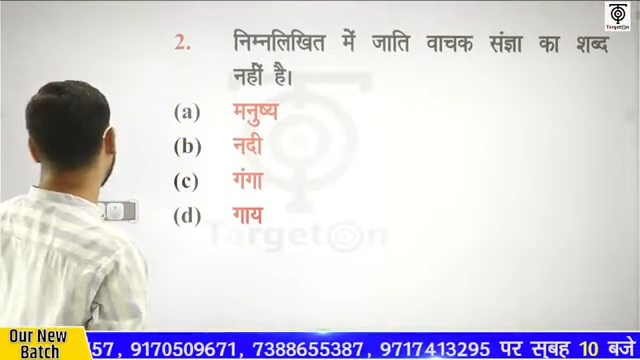 TargetOn
2. निम्नलिखित में जाति वाचक संज्ञा का शब्द
नहीं है।
(a) मनुष्य
(b) नदी
(c) गंगा
(d) गाय
TargetOn
Our New
Batch
57, 9170509671, 7388655387, 9717413295 पर सुबह 10 बजे